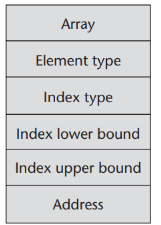 Array
Element type
Index type
Index lower bound
Index upper bound
Address